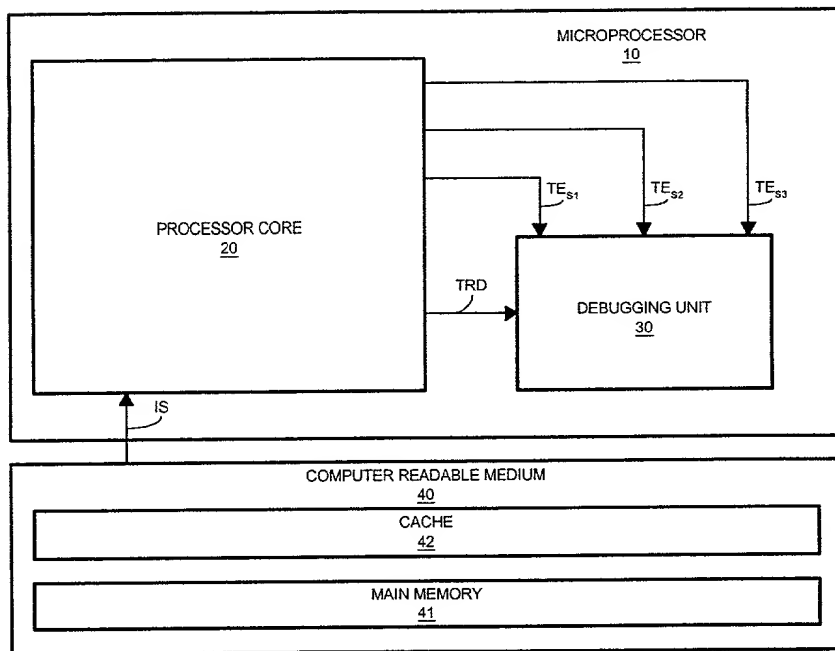 MICROPROCESSOR
10
PROCESSOR CORE
20
TES1
TES2
TES3
TRD
DEBUGGING UNIT
30
IS
COMPUTER READABLE MEDIUM
40
CACHE
42
MAIN MEMORY
41